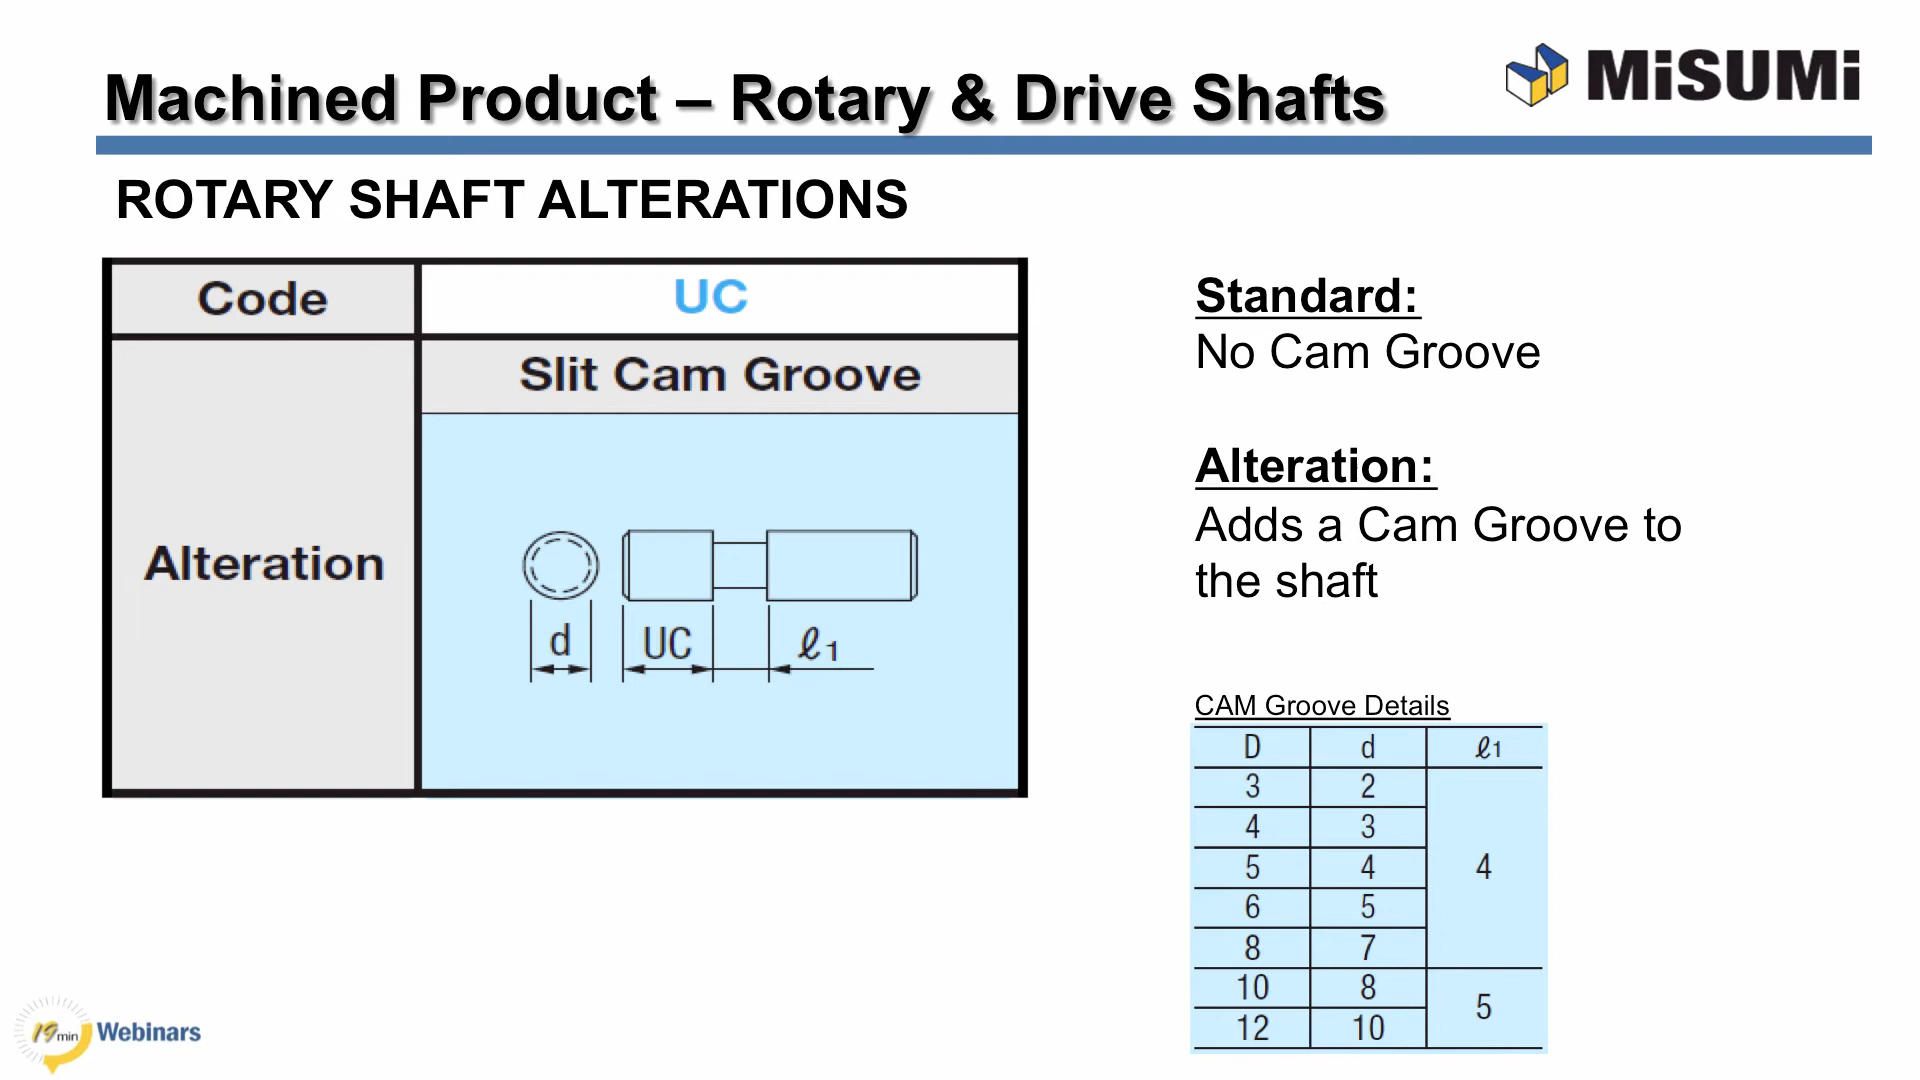 Machined Product – Rotary & Drive Shafts
MiSUMi
ROTARY SHAFT ALTERATIONS
Code UC
Slit Cam Groove
Alteration
d UC ℓ1
Standard:
No Cam Groove
Alteration:
Adds a Cam Groove to
the shaft
CAM Groove Details
D d ℓ1
3 2
4 3
5 4 4
6 5
8 7
10 8
5
12 10
19 min Webinars